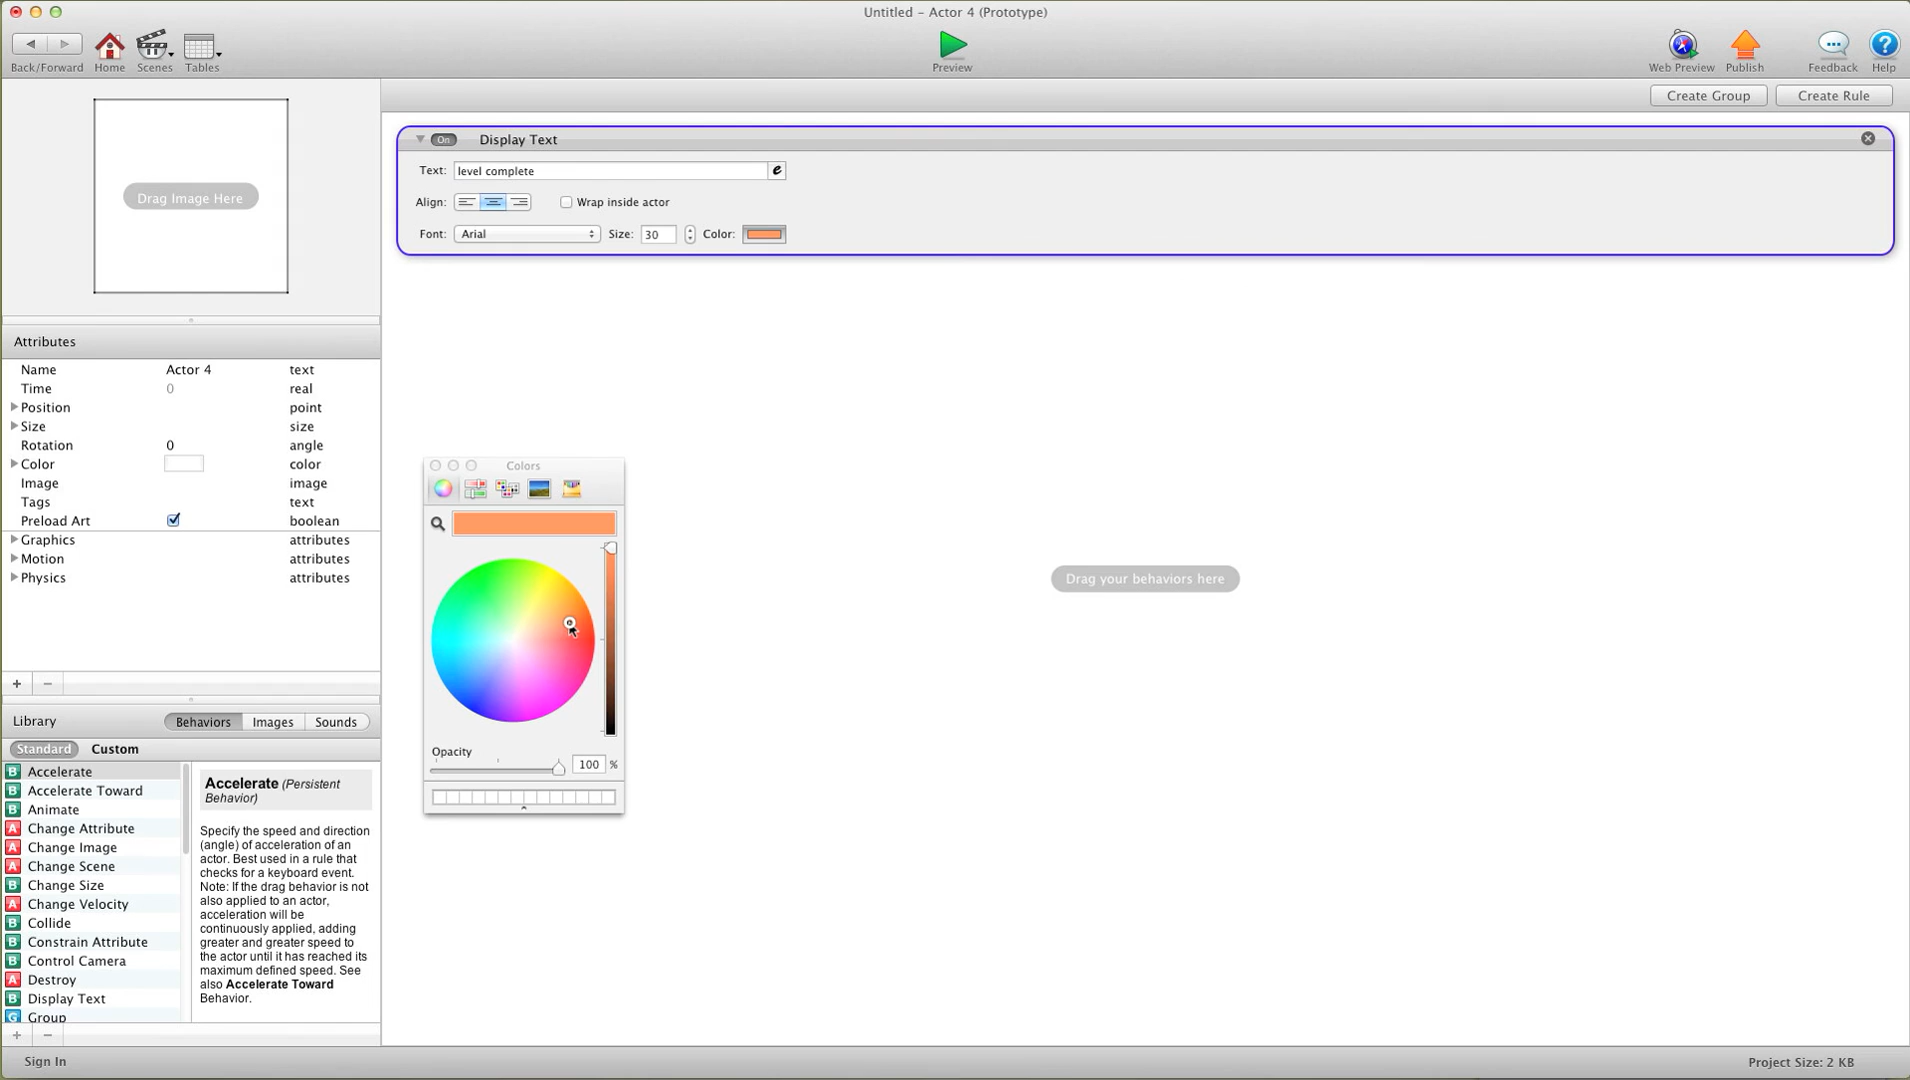 Untitled – Actor 4 (Prototype)
Back/Forward
Home
Scenes
Tables
Preview
Web Preview
Publish
Feedback
Help
Create Group
Create Rule
Drag Image Here
On
Display Text
Text:
level complete
e
Align:
Wrap inside actor
Font:
Arial
Size:
30
Color:
Attributes
Name Actor 4 text
Time 0 real
Position point
Size size
Rotation 0 angle
Color color
Image image
Tags text
Preload Art boolean
Graphics attributes
Motion attributes
Physics attributes
Colors
Opacity
100 %
Drag your behaviors here
Library
Behaviors
Images
Sounds
Standard
Custom
B Accelerate
B Accelerate Toward
B Animate
A Change Attribute
A Change Image
A Change Scene
B Change Size
A Change Velocity
B Collide
B Constrain Attribute
B Control Camera
A Destroy
B Display Text
G Group
Accelerate (Persistent
Behavior)
Specify the speed and direction
(angle) of acceleration of an
actor. Best used in a rule that
checks for a keyboard event.
Note: If the drag behavior is not
also applied to an actor,
acceleration will be
continuously applied, adding
greater and greater speed to
the actor until it has reached its
maximum defined speed. See
also Accelerate Toward
Behavior.
Sign In
Project Size: 2 KB